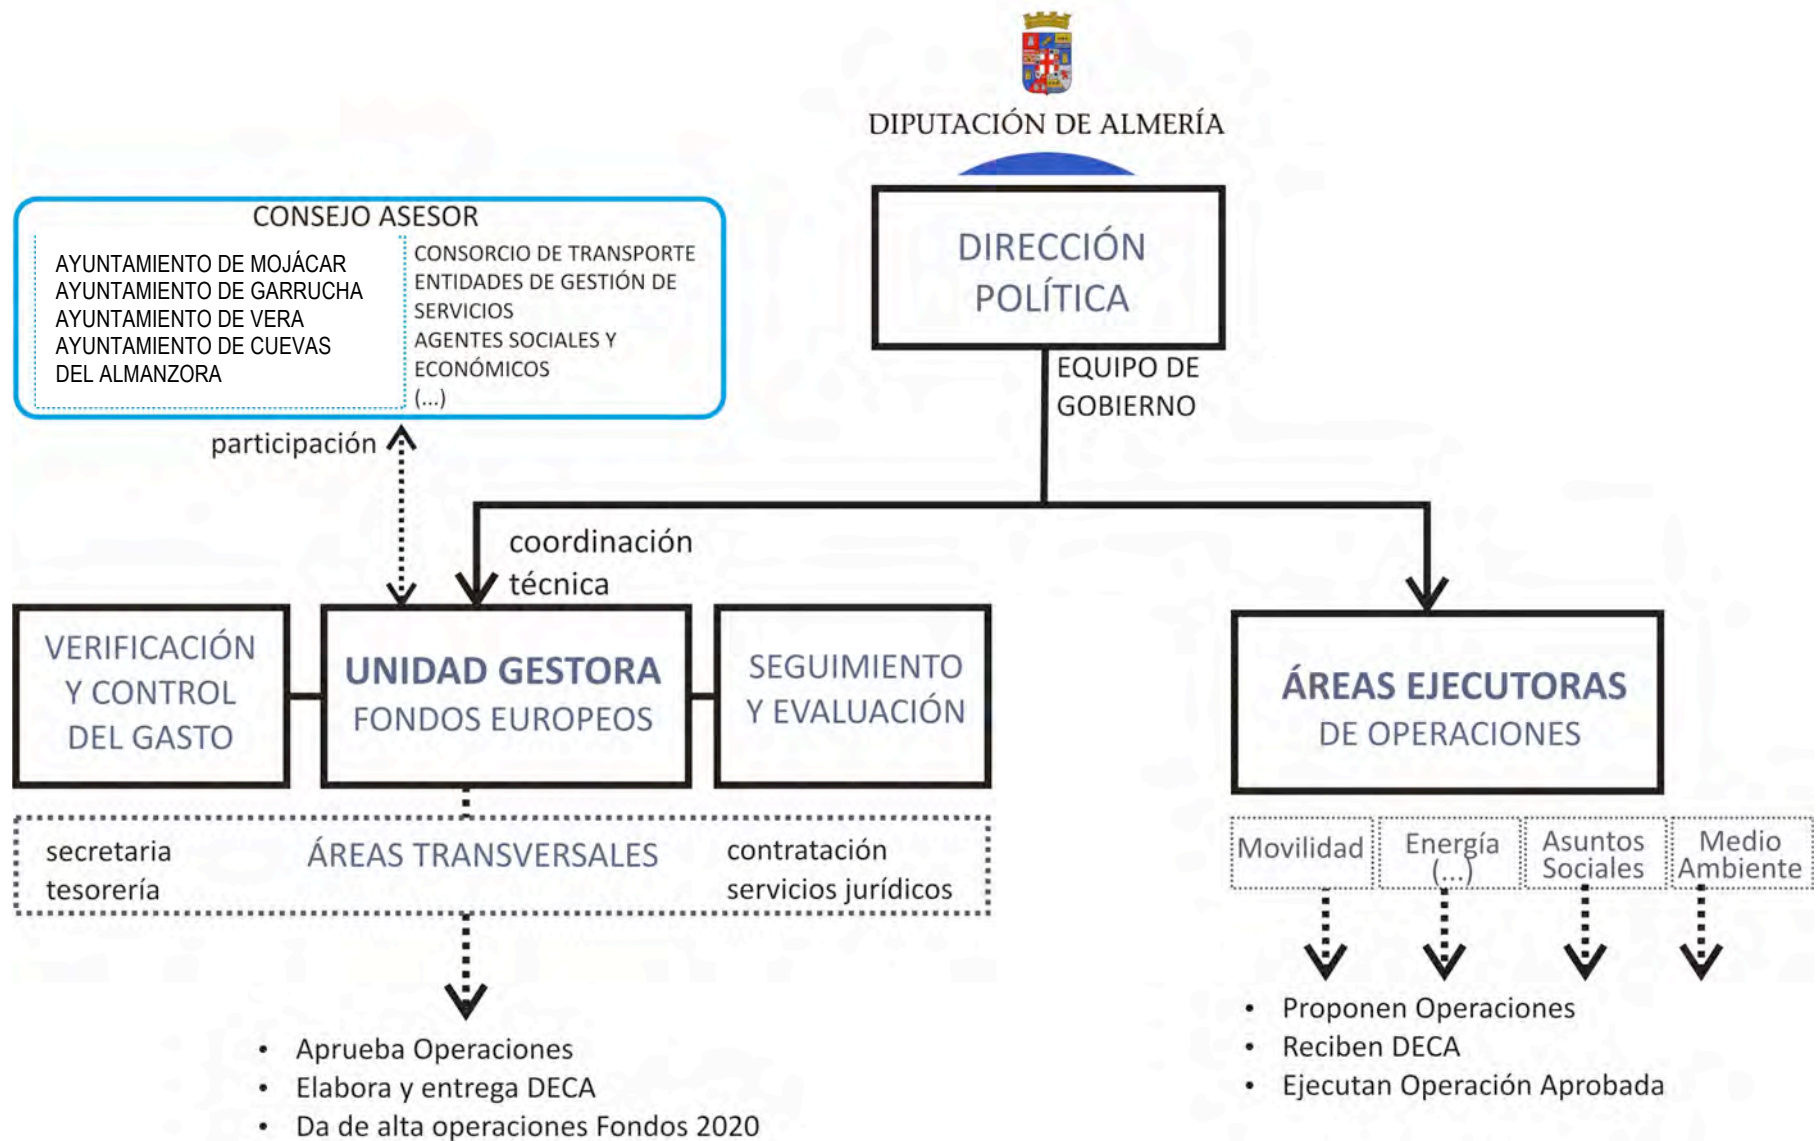 DIPUTACIÓN DE ALMERÍA
DIRECCIÓN
POLÍTICA
EQUIPO DE
GOBIERNO
CONSEJO ASESOR
AYUNTAMIENTO DE MOJÁCAR
AYUNTAMIENTO DE GARRUCHA
AYUNTAMIENTO DE VERA
AYUNTAMIENTO DE CUEVAS
DEL ALMANZORA
CONSORCIO DE TRANSPORTE
ENTIDADES DE GESTIÓN DE
SERVICIOS
AGENTES SOCIALES Y
ECONÓMICOS
(...)
participación
coordinación
técnica
VERIFICACIÓN
Y CONTROL
DEL GASTO
UNIDAD GESTORA
FONDOS EUROPEOS
SEGUIMIENTO
Y EVALUACIÓN
ÁREAS EJECUTORAS
DE OPERACIONES
secretaria
tesorería
ÁREAS TRANSVERSALES
contratación
servicios jurídicos
Movilidad
Energía
(...)
Asuntos
Sociales
Medio
Ambiente
• Aprueba Operaciones
• Elabora y entrega DECA
• Da de alta operaciones Fondos 2020
• Proponen Operaciones
• Reciben DECA
• Ejecutan Operación Aprobada